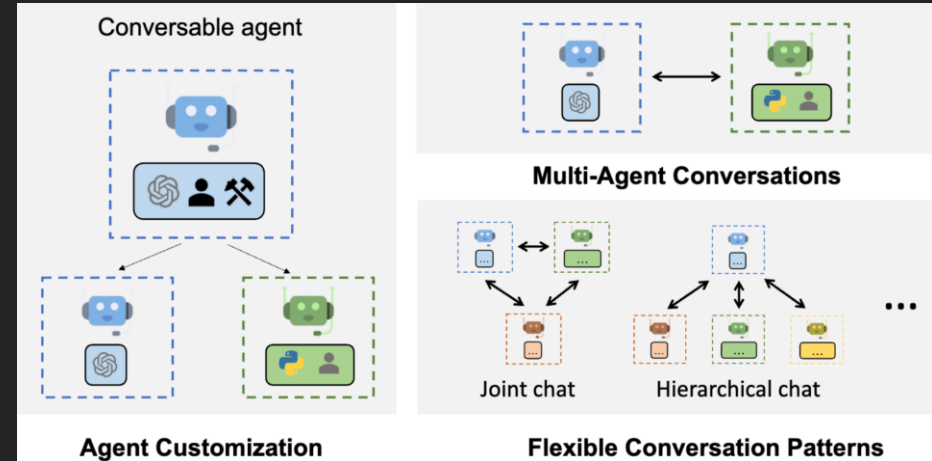 Conversable agent
Agent Customization
Multi-Agent Conversations
...
...
...
...
...
...
...
...
Joint chat
Hierarchical chat
Flexible Conversation Patterns